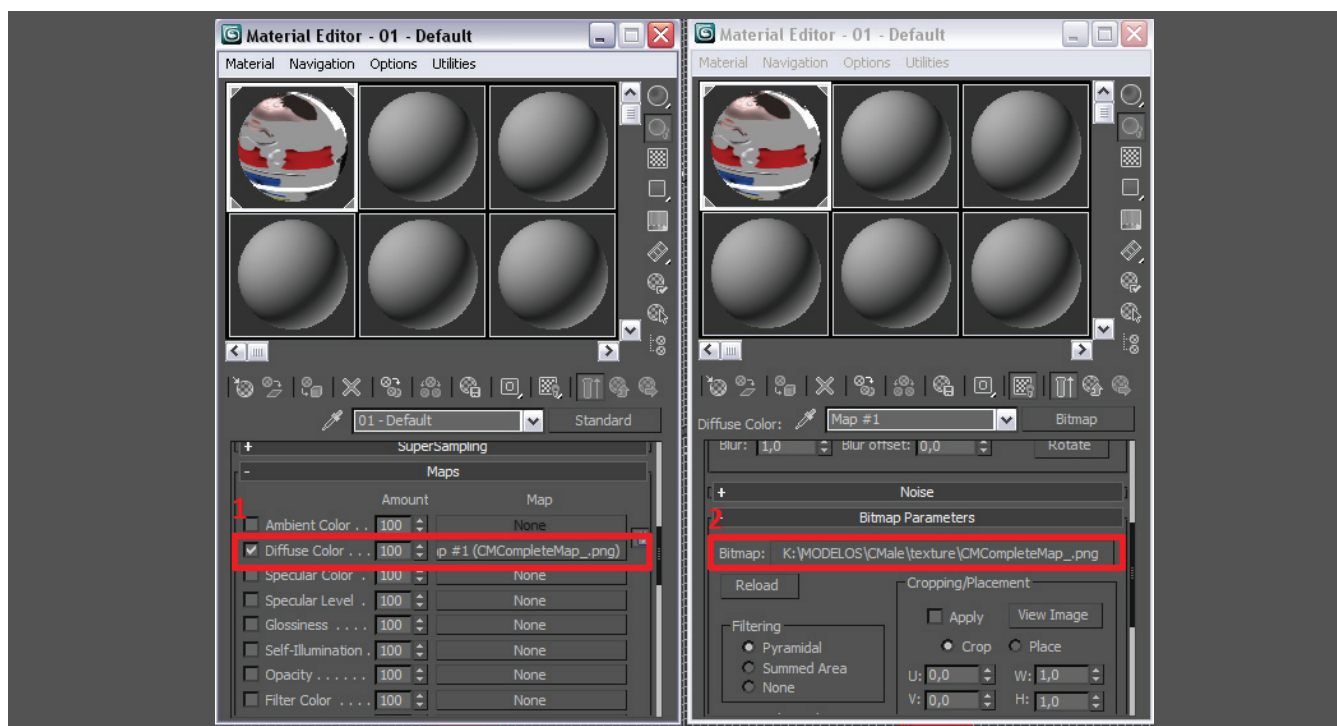 Material Editor - 01 - Default
Material Navigation Options Utilities
01 - Default
Standard
+ SuperSampling
- Maps
Amount Map
1
Ambient Color . . 100 None
Diffuse Color . . . 100 ıp #1 (CMCompleteMap_.png)
Specular Color . 100 None
Specular Level . 100 None
Glossiness . . . . 100 None
Self-Illumination . 100 None
Opacity . . . . . . 100 None
Filter Color . . . . 100 None
Material Editor - 01 - Default
Material Navigation Options Utilities
Diffuse Color: Map #1 Bitmap
Blur: 1,0 Blur offset: 0,0 Rotate
+ Noise
- Bitmap Parameters
2
Bitmap: K:\MODELOS\CMale\texture\CMCompleteMap_.png
Reload
Cropping/Placement
Apply View Image
Filtering
Pyramidal
Crop Place
Summed Area
U: 0,0 W: 1,0
None
V: 0,0 H: 1,0